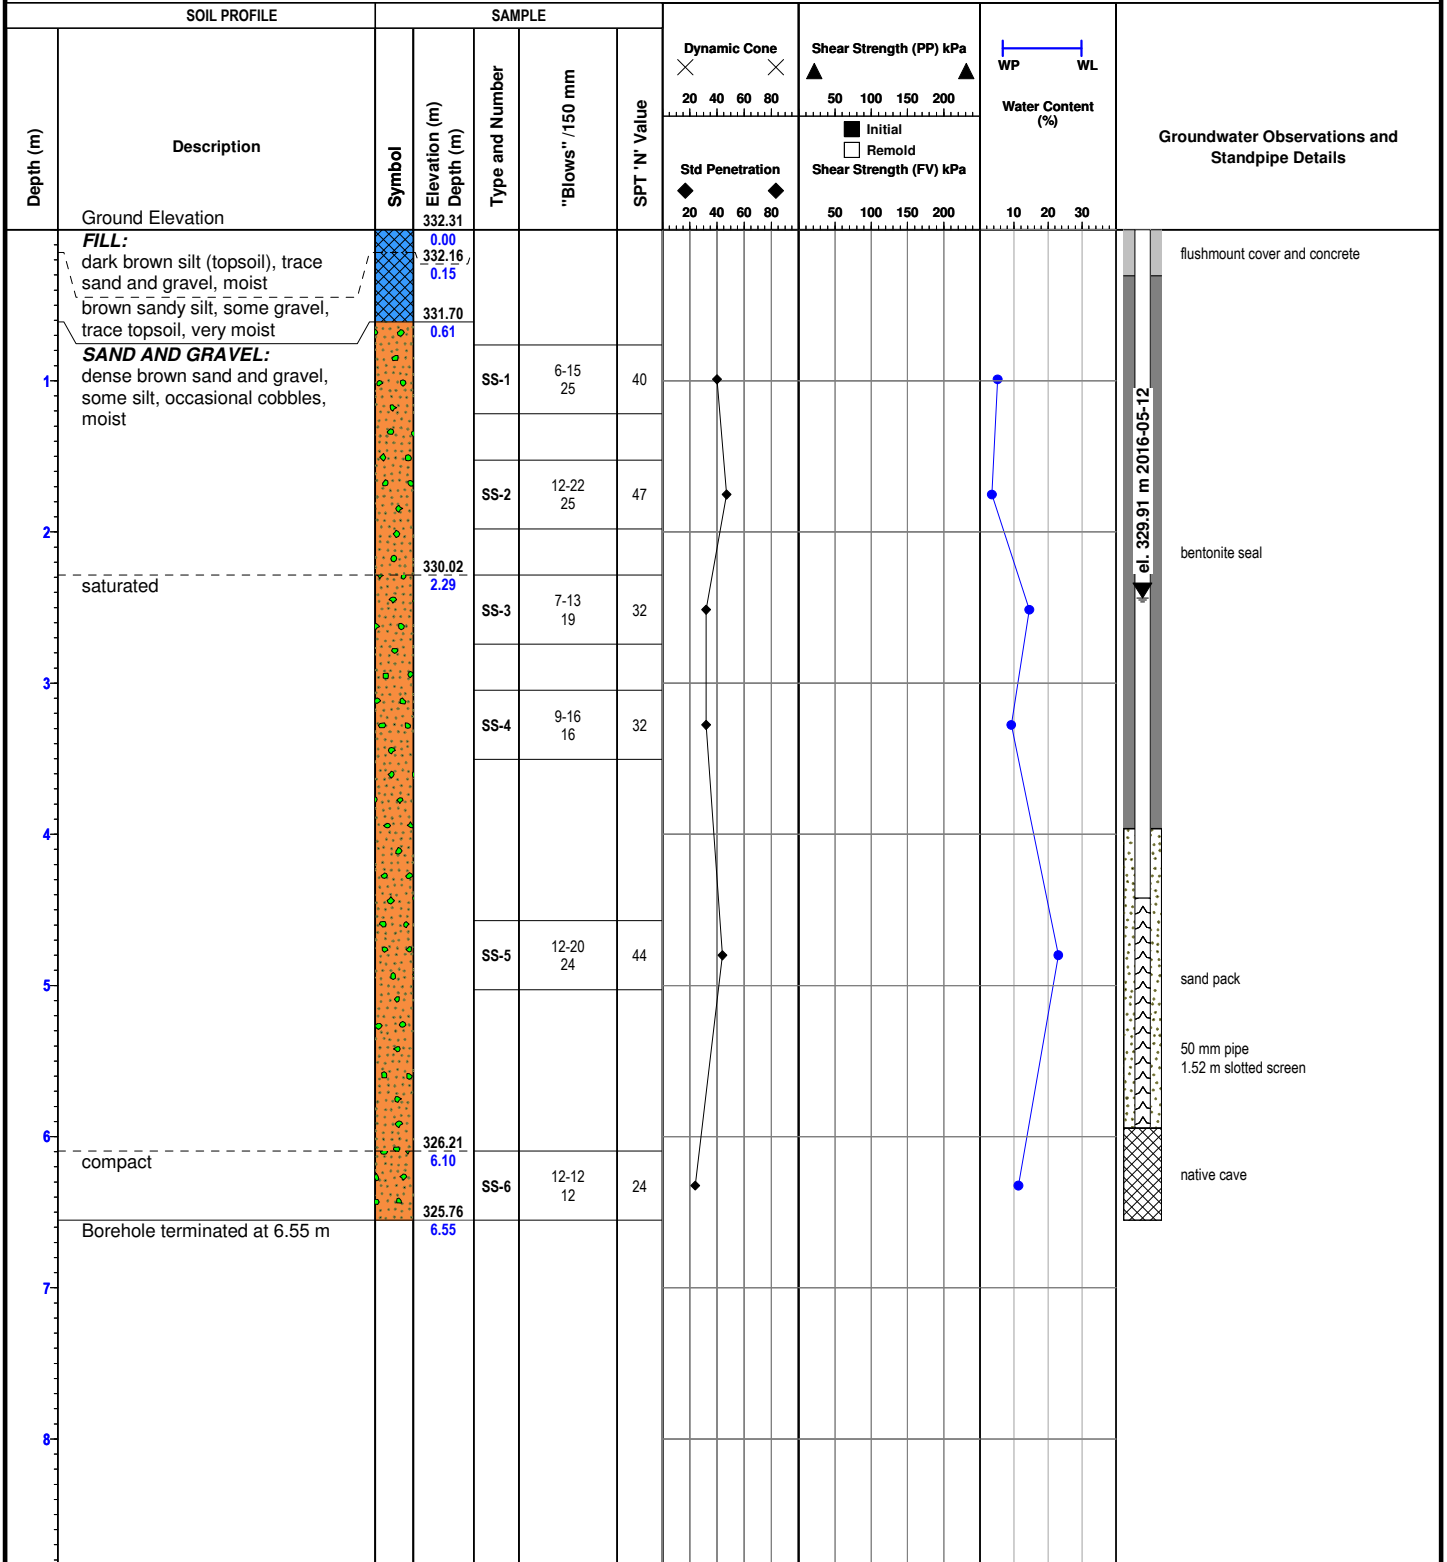 SOIL PROFILE
SAMPLE
Depth (m)
Description
Symbol
Elevation (m)
Depth (m)
Type and Number
"Blows" /150 mm
SPT 'N' Value
Dynamic Cone
20 40 60 80
Std Penetration
20 40 60 80
Shear Strength (PP) kPa
50 100 150 200
Initial
Remold
Shear Strength (FV) kPa
50 100 150 200
WP WL
Water Content
(%)
10 20 30
Groundwater Observations and
Standpipe Details
Ground Elevation
332.31
FILL:
0.00
dark brown silt (topsoil), trace
sand and gravel, moist
332.16
0.15
flushmount cover and concrete
brown sandy silt, some gravel,
trace topsoil, very moist
331.70
0.61
SAND AND GRAVEL:
dense brown sand and gravel,
some silt, occasional cobbles,
moist
1
SS-1
6-15
25
40
el. 329.91 m 2016-05-12
SS-2
12-22
25
47
2
bentonite seal
330.02
saturated
2.29
SS-3
7-13
19
32
3
SS-4
9-16
16
32
4
SS-5
12-20
24
44
5
sand pack
50 mm pipe
1.52 m slotted screen
6
326.21
compact
6.10
SS-6
12-12
12
24
native cave
325.76
Borehole terminated at 6.55 m
6.55
7
8